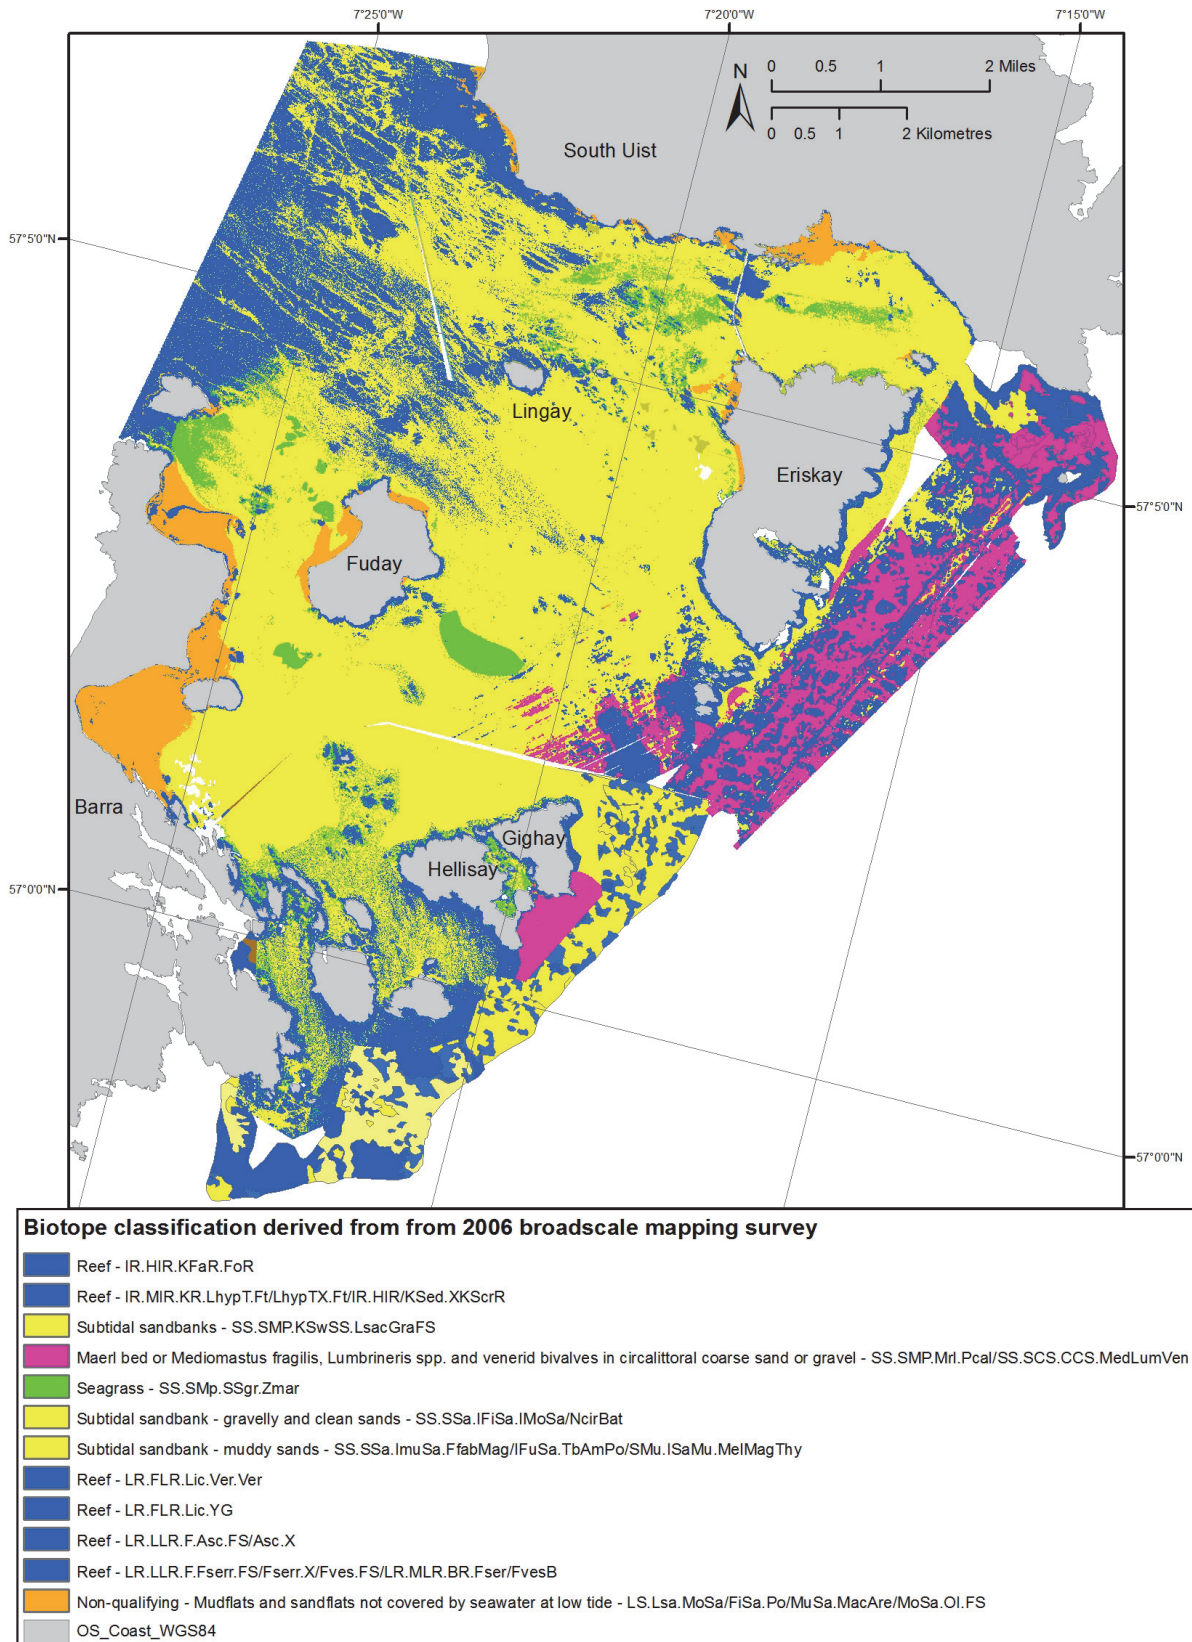 7°25'0"W 7°20'0"W 7°15'0"W
N
0 0.5 1 2 Miles
0 0.5 1 2 Kilometres
South Uist
57°5'0"N
Lingay
Eriskay
57°5'0"N
Fuday
Barra
Gighay
Hellisay
57°0'0"N
57°0'0"N
Biotope classification derived from from 2006 broadscale mapping survey
Reef - IR.HIR.KFaR.FoR
Reef - IR.MIR.KR.LhypT.Ft/LhypTX.Ft/IR.HIR/KSed.XKScrR
Subtidal sandbanks - SS.SMP.KSwSS.LsacGraFS
Maerl bed or Mediomastus fragilis, Lumbrineris spp. and venerid bivalves in circalittoral coarse sand or gravel - SS.SMP.Mrl.Pcal/SS.SCS.CCS.MedLumVen
Seagrass - SS.SMp.SSgr.Zmar
Subtidal sandbank - gravelly and clean sands - SS.SSa.IFiSa.IMoSa/NcirBat
Subtidal sandbank - muddy sands - SS.SSa.ImuSa.FfabMag/IFuSa.TbAmPo/SMu.ISaMu.MelMagThy
Reef - LR.FLR.Lic.Ver.Ver
Reef - LR.FLR.Lic.YG
Reef - LR.LLR.F.Asc.FS/Asc.X
Reef - LR.LLR.F.Fserr.FS/Fserr.X/Fves.FS/LR.MLR.BR.Fser/FvesB
Non-qualifying - Mudflats and sandflats not covered by seawater at low tide - LS.Lsa.MoSa/FiSa.Po/MuSa.MacAre/MoSa.Ol.FS
OS_Coast_WGS84